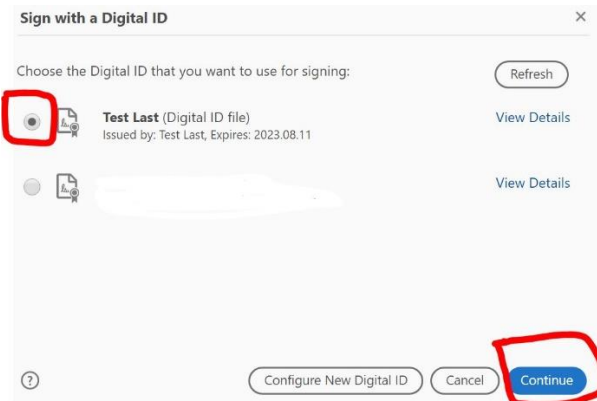 Sign with a Digital ID
Choose the Digital ID that you want to use for signing:
Refresh
Test Last (Digital ID file)
View Details
Issued by: Test Last, Expires: 2023.08.11
View Details
Configure New Digital ID
Cancel
Continue